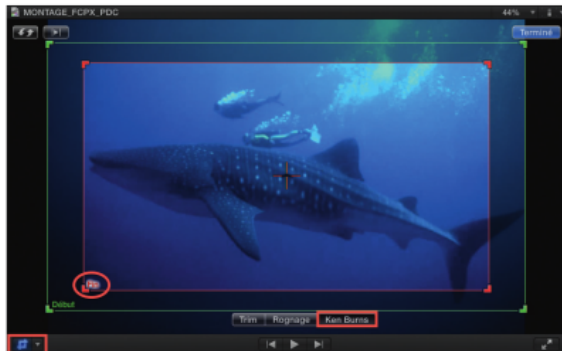 MONTAGE_FCPX_PDC
44%
Terminé
Début
Trim Rognage Ken Burns